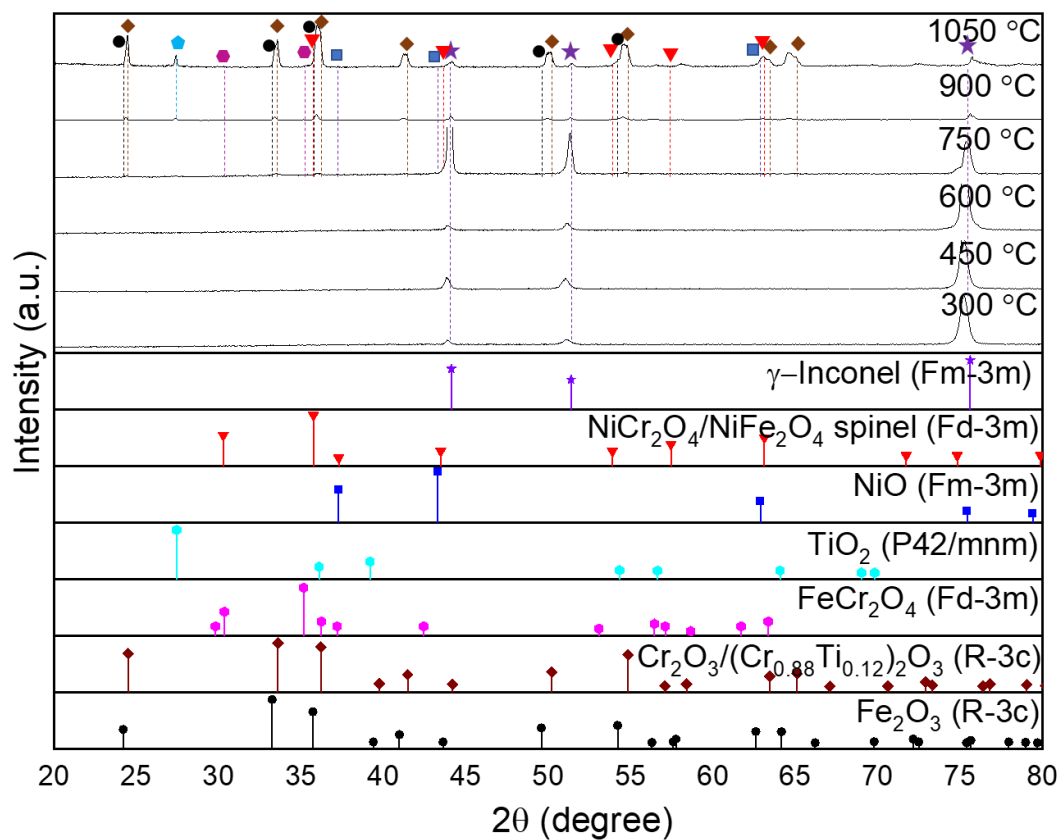 1050 °C
900 °C
750 °C
600 °C
450 °C
300 °C
γ–Inconel (Fm-3m)
NiCr₂O₄/NiFe₂O₄ spinel (Fd-3m)
NiO (Fm-3m)
TiO₂ (P42/mnm)
FeCr₂O₄ (Fd-3m)
Cr₂O₃/(Cr₀.₈₈Ti₀.₁₂)₂O₃ (R-3c)
Fe₂O₃ (R-3c)
Intensity (a.u.)
20 25 30 35 40 45 50 55 60 65 70 75 80
2θ (degree)